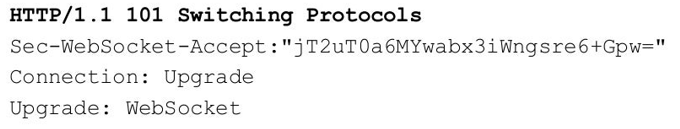 HTTP/1.1 101 Switching Protocols
Sec-WebSocket-Accept:"jT2uT0a6MYwabx3iWngsre6+Gpw="
Connection: Upgrade
Upgrade: WebSocket